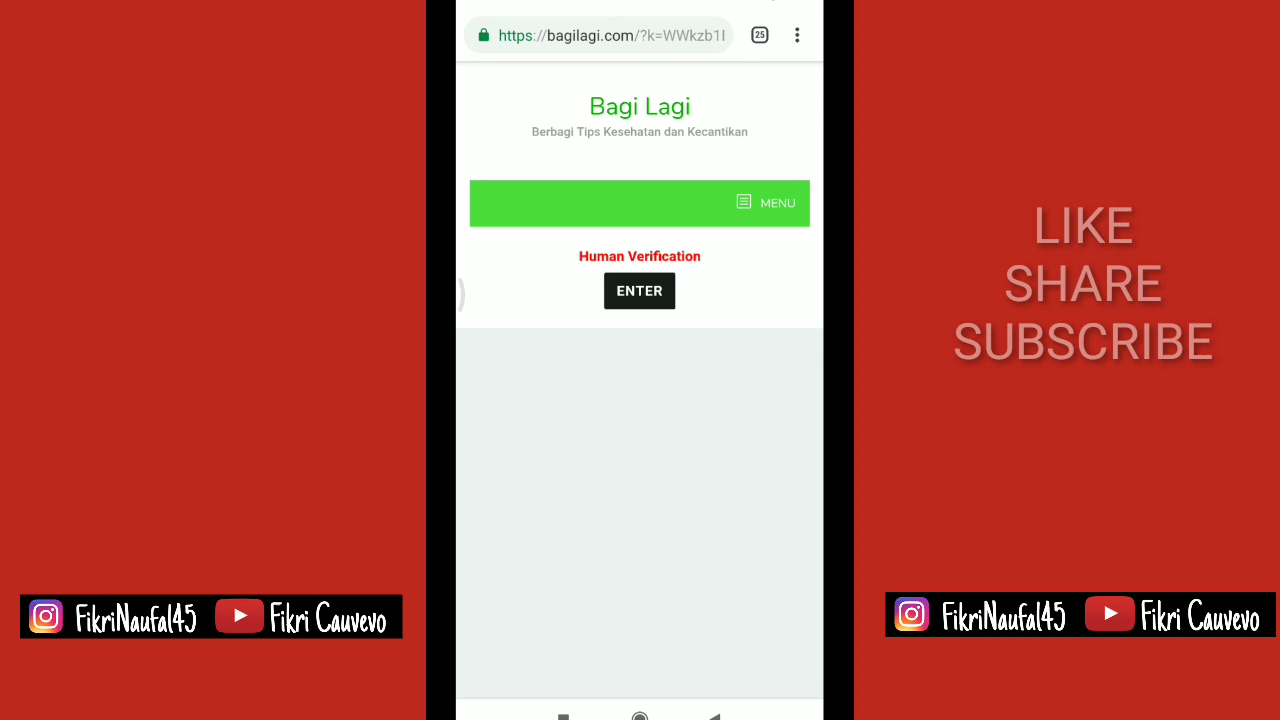 https://bagilagi.com/?k=WWkzb1
25
Bagi Lagi
Berbagi Tips Kesehatan dan Kecantikan
MENU
Human Verification
ENTER
LIKE
SHARE
SUBSCRIBE
FikriNaufal45 Fikri Cauvevo
FikriNaufal45 Fikri Cauvevo